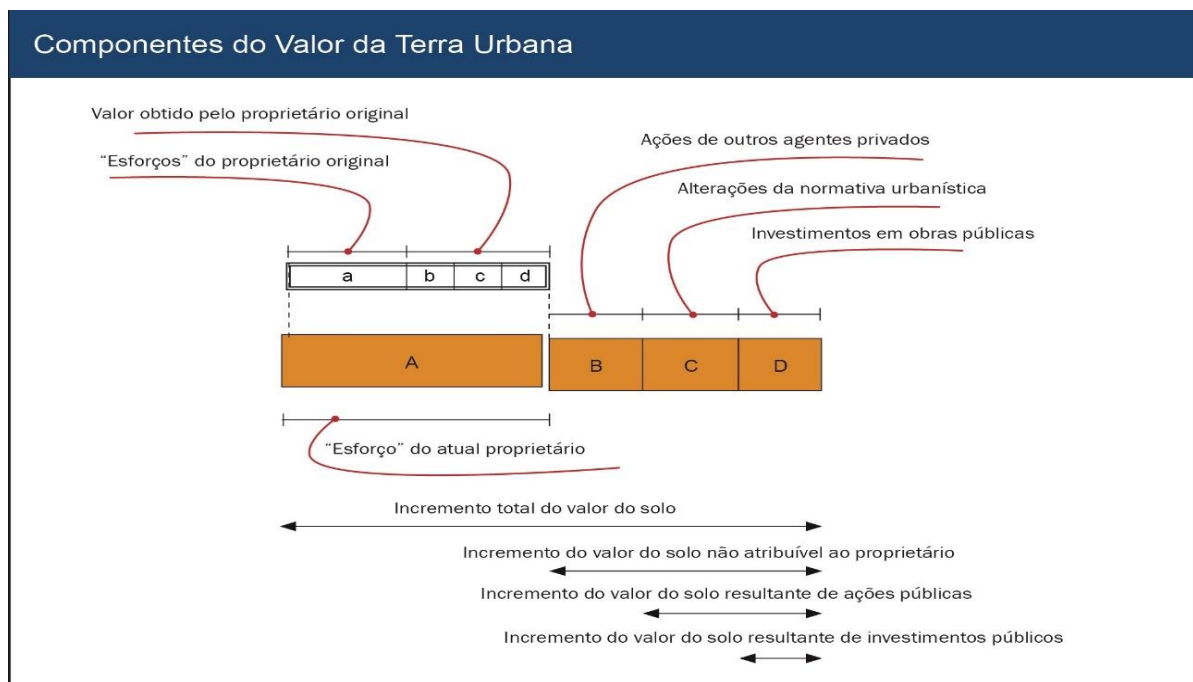 Componentes do Valor da Terra Urbana
Valor obtido pelo proprietário original
“Esforços” do proprietário original
Ações de outros agentes privados
Alterações da normativa urbanística
Investimentos em obras públicas
a b c d
A B C D
“Esforço” do atual proprietário
Incremento total do valor do solo
Incremento do valor do solo não atribuível ao proprietário
Incremento do valor do solo resultante de ações públicas
Incremento do valor do solo resultante de investimentos públicos